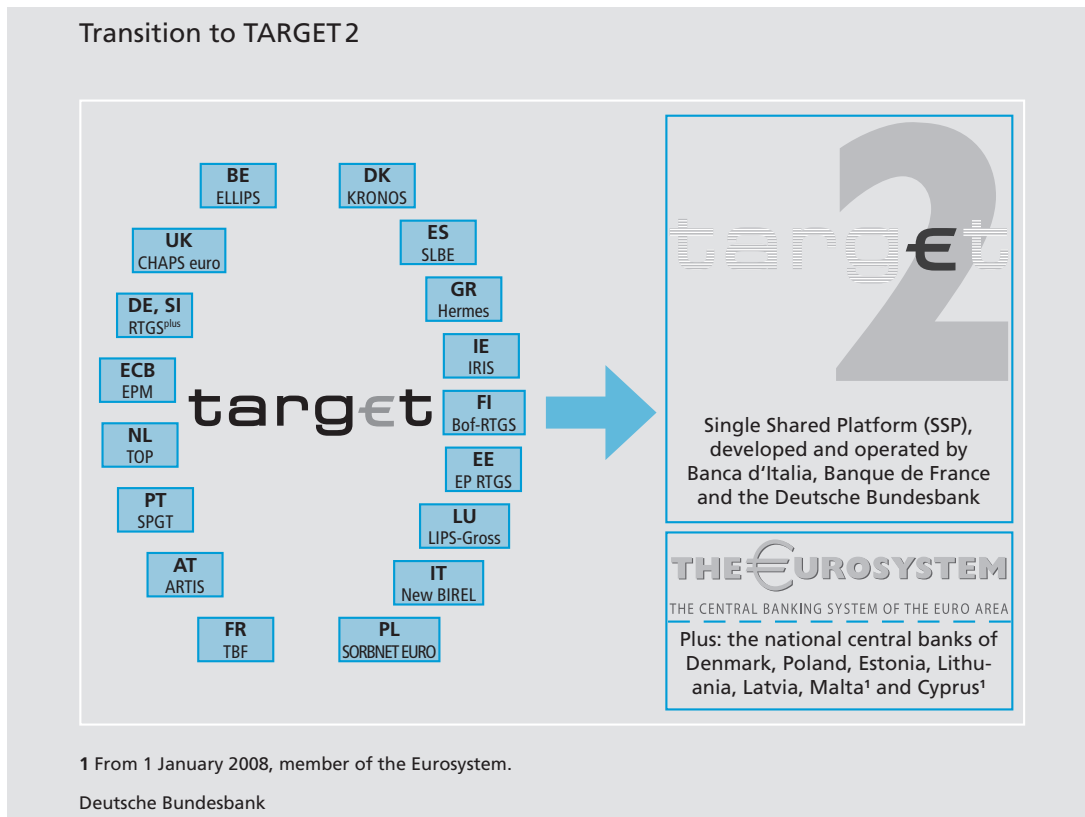 Transition to TARGET2
BE
ELLIPS
DK
KRONOS
UK
CHAPS euro
ES
SLBE
DE, SI
RTGSplus
GR
Hermes
ECB
EPM
IE
IRIS
target
FI
Bof-RTGS
NL
TOP
EE
EP RTGS
PT
SPGT
LU
LIPS-Gross
AT
ARTIS
IT
New BIREL
FR
TBF
PL
SORBNET EURO
2
target
Single Shared Platform (SSP),
developed and operated by
Banca d‘Italia, Banque de France
and the Deutsche Bundesbank
THE €UROSYSTEM
THE CENTRAL BANKING SYSTEM OF THE EURO AREA
Plus: the national central banks of
Denmark, Poland, Estonia, Lithu-
ania, Latvia, Malta¹ and Cyprus¹
1 From 1 January 2008, member of the Eurosystem.
Deutsche Bundesbank